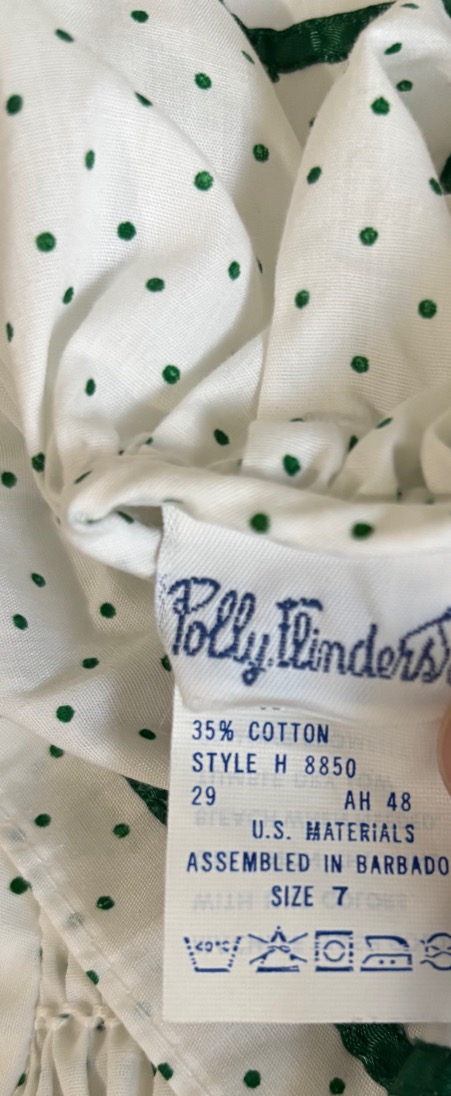 Polly Flinders
35% COTTON
STYLE H 8850
29 AH 48
U.S. MATERIALS
ASSEMBLED IN BARBADO
SIZE 7